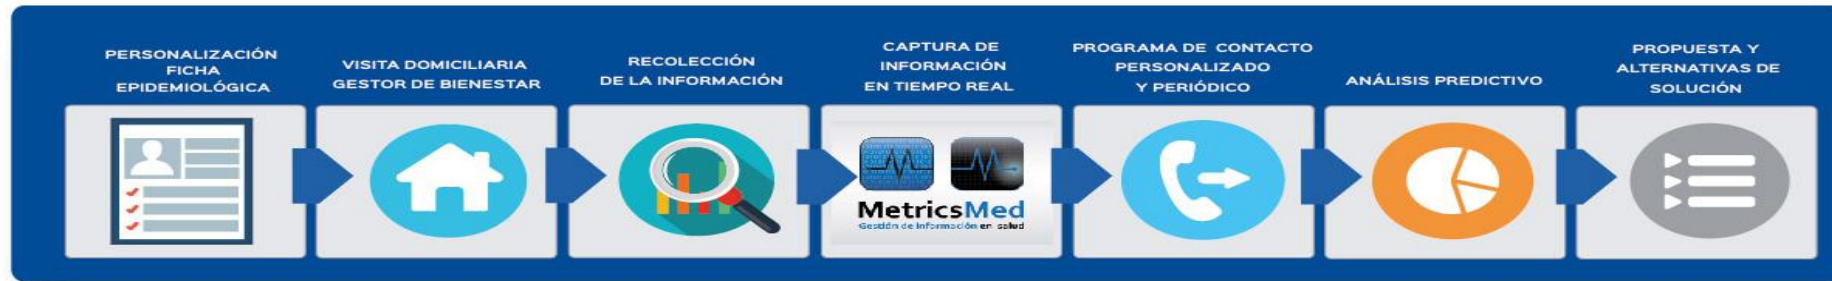 PERSONALIZACIÓN
FICHA
EPIDEMIOLÓGICA
VISITA DOMICILIARIA
GESTOR DE BIENESTAR
RECOLECCIÓN
DE LA INFORMACIÓN
CAPTURA DE
INFORMACIÓN
EN TIEMPO REAL
PROGRAMA DE CONTACTO
PERSONALIZADO
Y PERIÓDICO
ANÁLISIS PREDICTIVO
PROPUESTA Y
ALTERNATIVAS DE
SOLUCIÓN
MetricsMed
Gestión de Información en salud